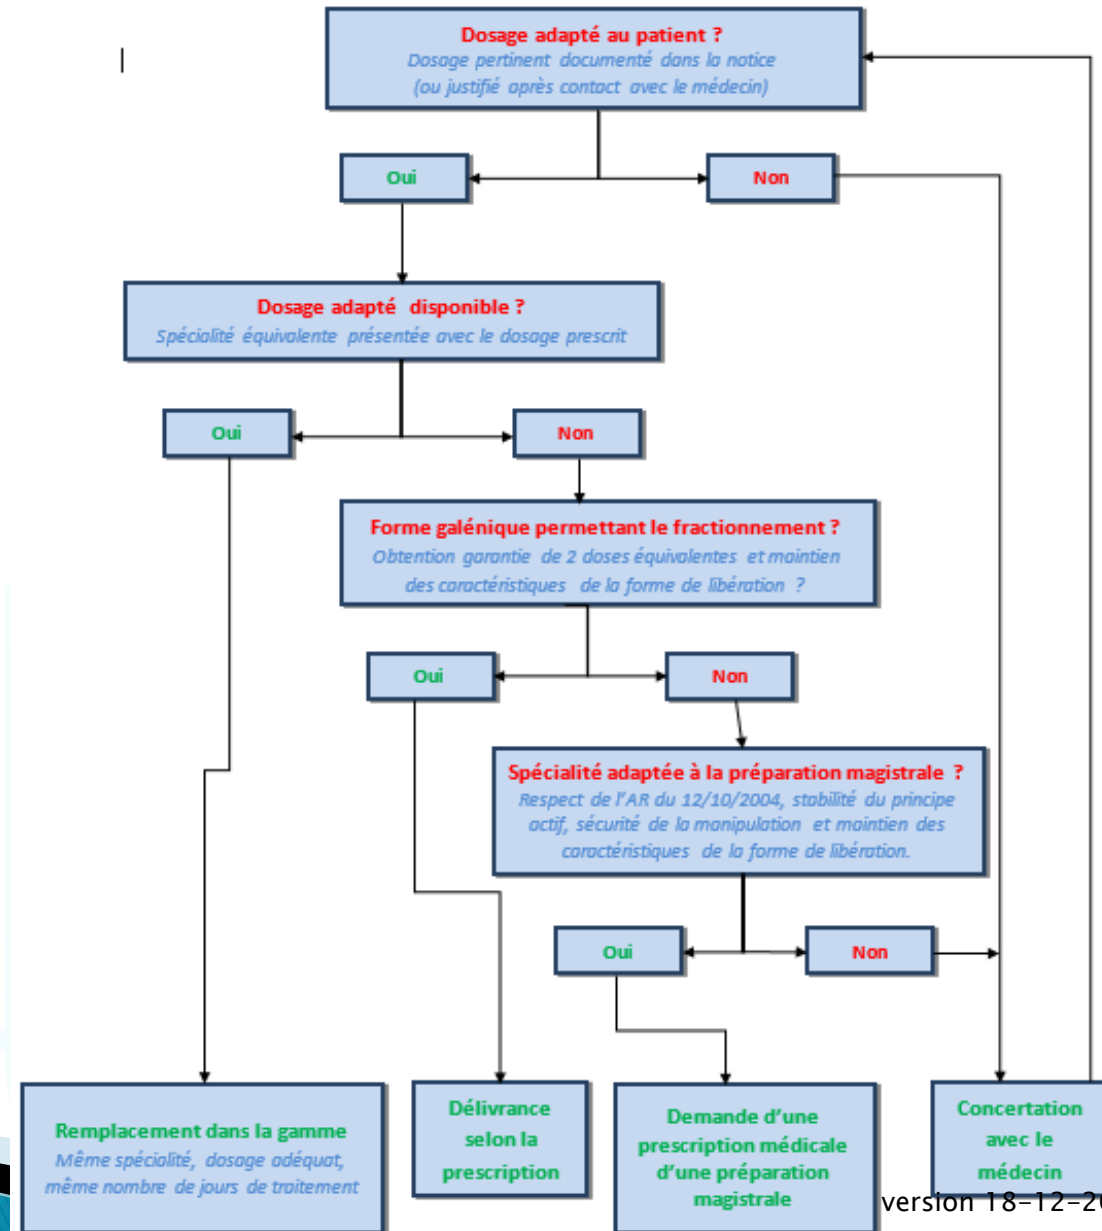 Dosage adapté au patient ?
Dosage pertinent documenté dans la notice
(ou justifié après contact avec le médecin)
Oui
Non
Dosage adapté disponible ?
Spécialité équivalente présentée avec le dosage prescrit
Oui
Non
Forme galénique permettant le fractionnement ?
Obtention garantie de 2 doses équivalentes et maintien
des caractéristiques de la forme de libération ?
Oui
Non
Spécialité adaptée à la préparation magistrale ?
Respect de l'AR du 12/10/2004, stabilité du principe
actif, sécurité de la manipulation et maintien des
caractéristiques de la forme de libération.
Oui
Non
Remplacement dans la gamme
Même spécialité, dosage adéquat,
même nombre de jours de traitement
Délivrance
selon la
prescription
Demande d'une
prescription médicale
d'une préparation
magistrale
Concertation
avec le
médecin
version 18-12-20